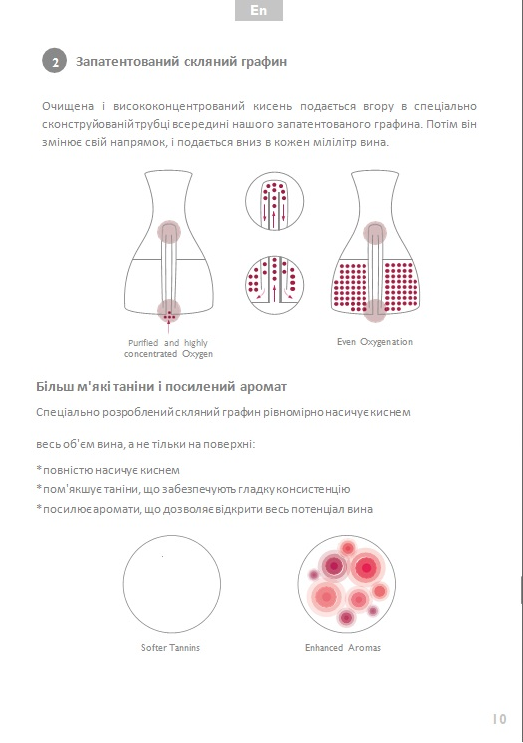 En
2 Запатентований скляний графин
Очищена і висококонцентрований кисень подається вгору в спеціально
сконструйованій трубці всередині нашого запатентованого графина. Потім він
змінює свій напрямок, і подається вниз в кожен мілілітр вина.
Purified and highly
concentrated Oxygen
Even Oxygenation
Більш м'які таніни і посилений аромат
Спеціально розроблений скляний графин рівномірно насичує киснем
весь об'єм вина, а не тільки на поверхні:
*повністю насичує киснем
*пом'якшує таніни, що забезпечують гладку консистенцію
*посилює аромати, що дозволяє відкрити весь потенціал вина
Softer Tannins
Enhanced Aromas
10